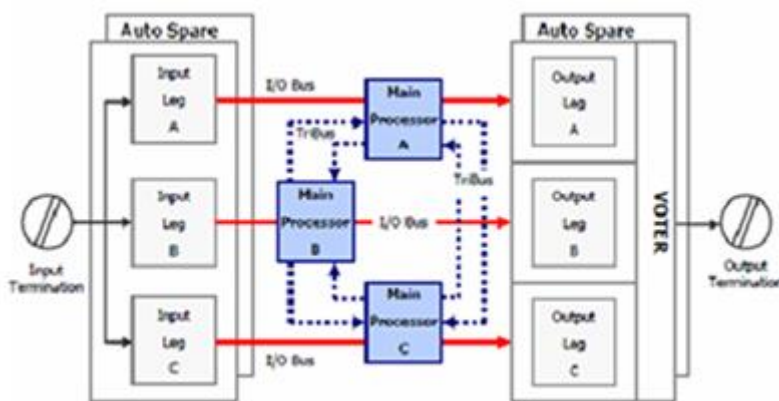 Auto Spare
Auto Spare
Input
Leg
A
I/O Bus
Main
Processor
A
Output
Lag
A
TriBus
TriBus
Input
Leg
B
Main
Processor
B
I/O Bus
Output
Leg
B
VOTER
Input
Termination
Output
Termination
Input
Leg
C
I/O Bus
Main
Processor
C
Output
Leg
C